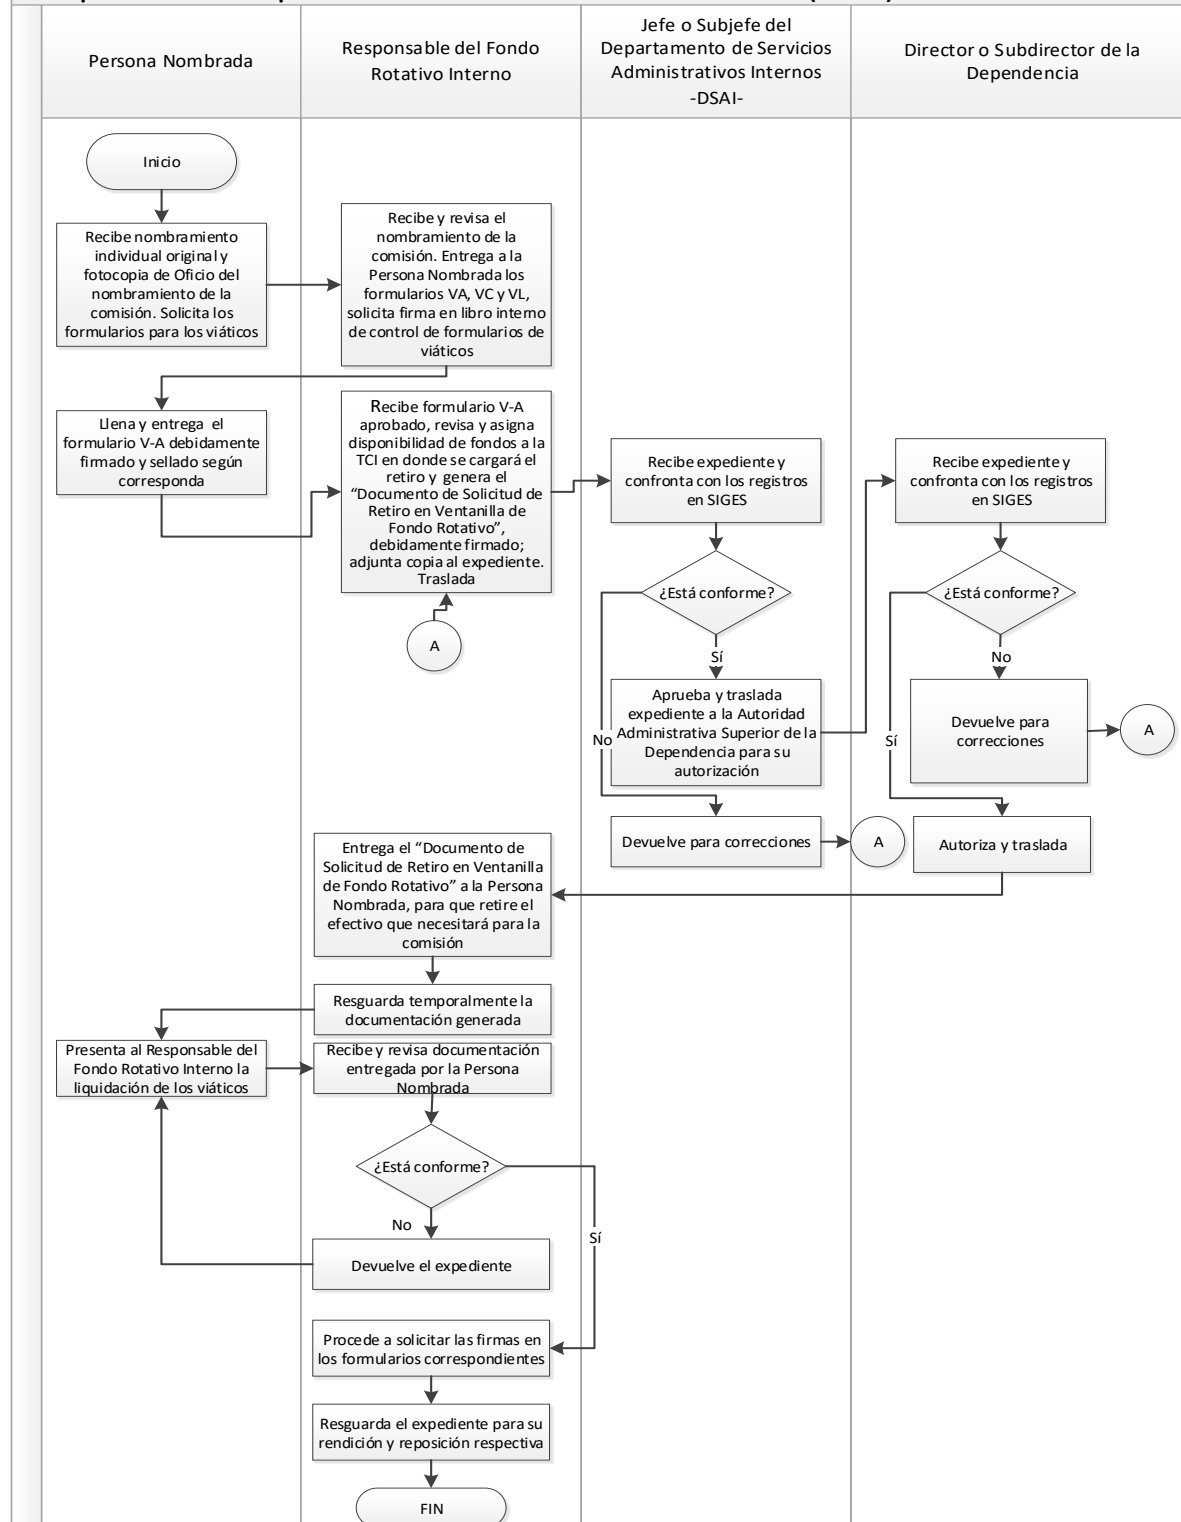 Persona Nombrada
Responsable del Fondo
Rotativo Interno
Jefe o Subjefe del
Departamento de Servicios
Administrativos Internos
-DSAI-
Director o Subdirector de la
Dependencia
Inicio
Recibe nombramiento
individual original y
fotocopia de Oficio del
nombramiento de la
comisión. Solicita los
formularios para los viáticos
Recibe y revisa el
nombramiento de la
comisión. Entrega a la
Persona Nombrada los
formularios VA, VC y VL,
solicita firma en libro interno
de control de formularios de
viáticos
Llena y entrega el
formulario V-A debidamente
firmado y sellado según
corresponda
Recibe formulario V-A
aprobado, revisa y asigna
disponibilidad de fondos a la
TCI en donde se cargará el
retiro y genera el
“Documento de Solicitud de
Retiro en Ventanilla de
Fondo Rotativo”,
debidamente firmado;
adjunta copia al expediente.
Traslada
A
Recibe expediente y
confronta con los registros
en SIGES
¿Está conforme?
Sí
No
Aprueba y traslada
expediente a la Autoridad
Administrativa Superior de la
Dependencia para su
autorización
Devuelve para correcciones
A
Recibe expediente y
confronta con los registros
en SIGES
¿Está conforme?
No
Sí
Devuelve para
correcciones
A
Autoriza y traslada
Entrega el “Documento de
Solicitud de Retiro en Ventanilla
de Fondo Rotativo” a la Persona
Nombrada, para que retire el
efectivo que necesitará para la
comisión
Resguarda temporalmente la
documentación generada
Presenta al Responsable del
Fondo Rotativo Interno la
liquidación de los viáticos
Recibe y revisa documentación
entregada por la Persona
Nombrada
¿Está conforme?
No
Sí
Devuelve el expediente
Procede a solicitar las firmas en
los formularios correspondientes
Resguarda el expediente para su
rendición y reposición respectiva
FIN